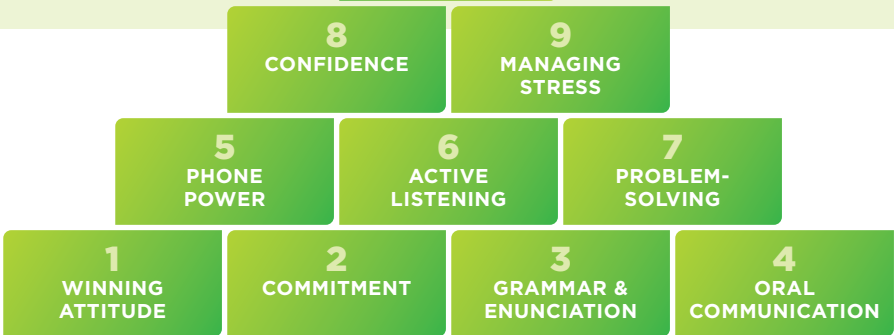 8
CONFIDENCE
9
MANAGING
STRESS
5
PHONE
POWER
6
ACTIVE
LISTENING
7
PROBLEM-
SOLVING
1
WINNING
ATTITUDE
2
COMMITMENT
3
GRAMMAR &
ENUNCIATION
4
ORAL
COMMUNICATION